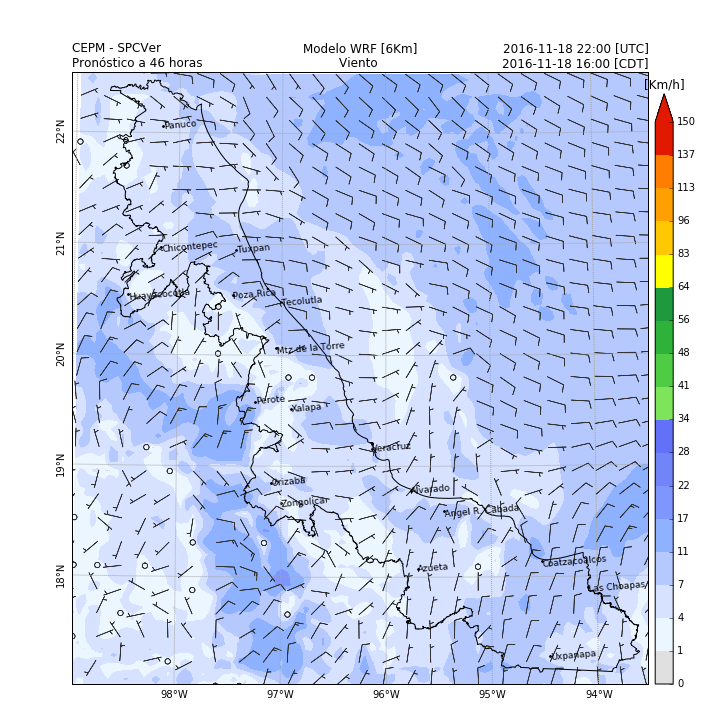 CEPM - SPCVer Modelo WRF [6Km] 2016-11-18 22:00 [UTC]
Pronóstico a 46 horas Viento 2016-11-18 16:00 [CDT]
[Km/h]
150
137
113
96
83
64
56
48
41
34
28
22
17
11
7
4
1
0
22°N
21°N
20°N
19°N
18°N
Panuco
Chicontepec
Tuxpan
Huayacocotla
Poza Rica
Tecolutla
Mtz de la Torre
Perote
Xalapa
Veracruz
Orizaba
Alvarado
Zongolica
Angel R. Cabada
Azueta
Coatzacoalcos
Las Choapas
Uxpanapa
98°W 97°W 96°W 95°W 94°W